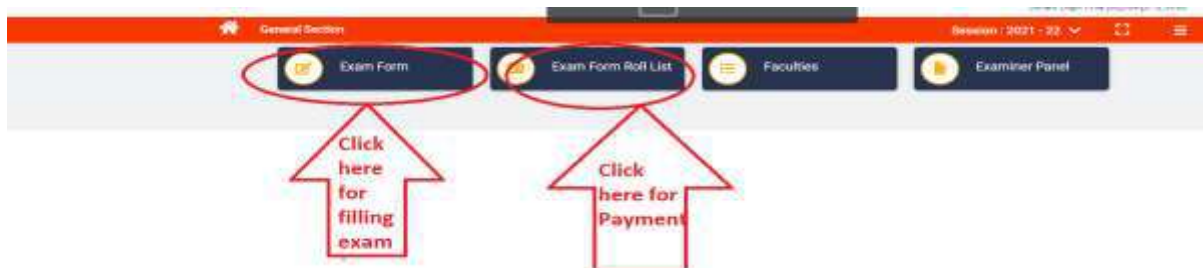 General Section
Session : 2021 - 22
Exam Form
Exam Form Roll List
Faculties
Examiner Panel
Click
here
for
filling
exam
Click
here for
Payment